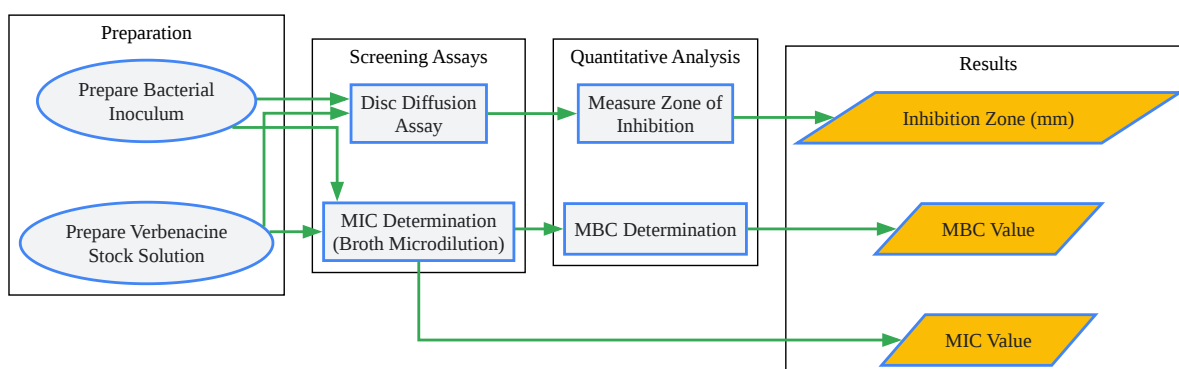 Preparation
Prepare Bacterial
Inoculum
Prepare Verbenacine
Stock Solution
Screening Assays
Disc Diffusion
Assay
MIC Determination
(Broth Microdilution)
Quantitative Analysis
Measure Zone of
Inhibition
MBC Determination
Results
Inhibition Zone (mm)
MBC Value
MIC Value